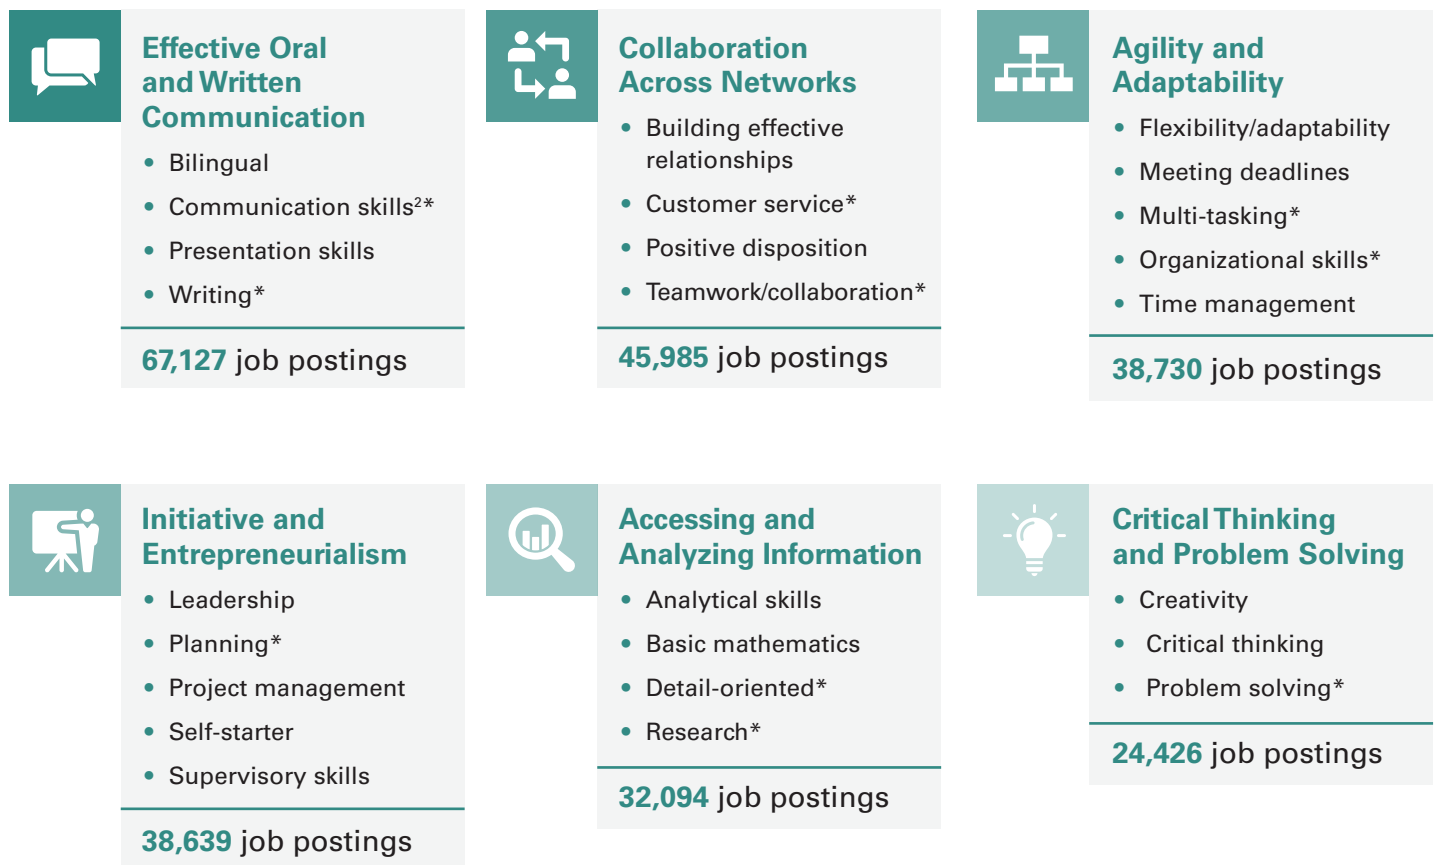 Effective Oral
and Written
Communication
• Bilingual
• Communication skills²*
• Presentation skills
• Writing*
67,127 job postings
Collaboration
Across Networks
• Building effective
relationships
• Customer service*
• Positive disposition
• Teamwork/collaboration*
45,985 job postings
Agility and
Adaptability
• Flexibility/adaptability
• Meeting deadlines
• Multi-tasking*
• Organizational skills*
• Time management
38,730 job postings
Initiative and
Entrepreneurialism
• Leadership
• Planning*
• Project management
• Self-starter
• Supervisory skills
38,639 job postings
Accessing and
Analyzing Information
• Analytical skills
• Basic mathematics
• Detail-oriented*
• Research*
32,094 job postings
Critical Thinking
and Problem Solving
• Creativity
• Critical thinking
• Problem solving*
24,426 job postings